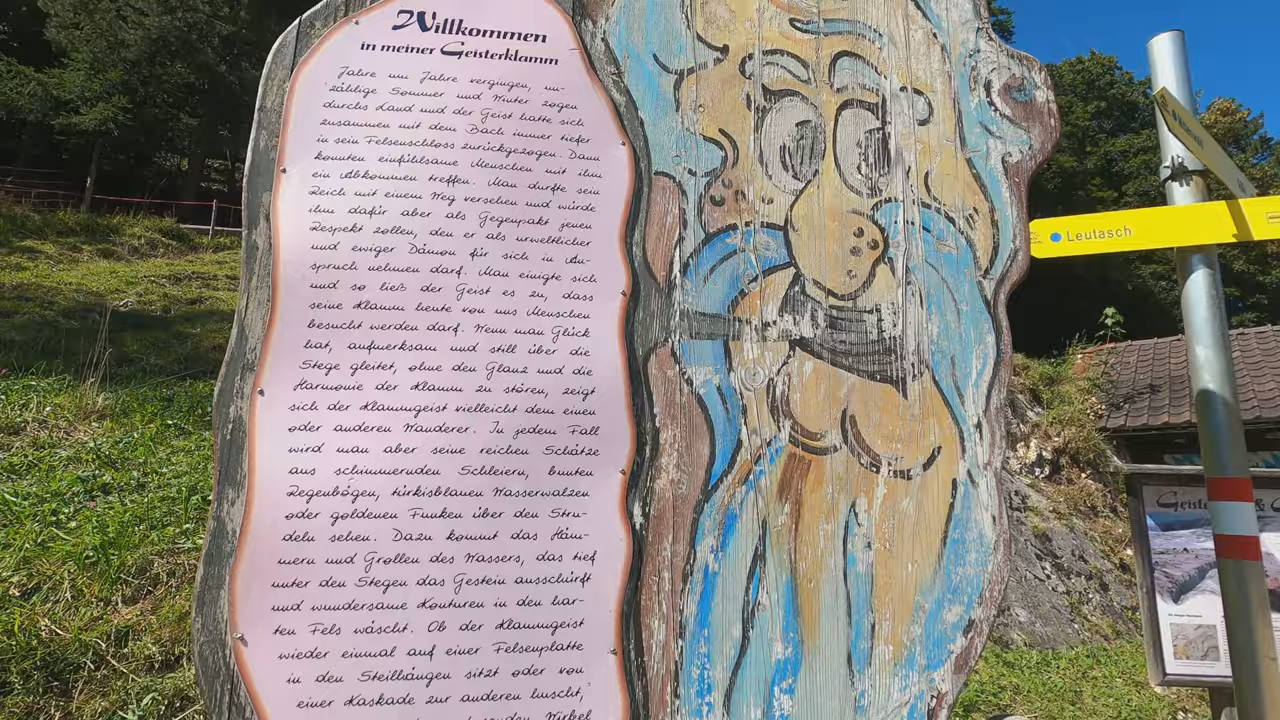 Willkommen
in meiner Geisterklamm
Jahre um Jahre vergingen, un-
zählige Sommer und Winter zogen
durchs Land und der Geist hatte sich
zusammen mit dem Bach immer tiefer
in sein Felsenschloss zurückgezogen. Dann
konnten einfühlsame Menschen mit ihm
ein Abkommen treffen. Man durfte sein
Reich mit einem Weg versehen und würde
ihm dafür aber als Gegenpakt jenen
Respekt zollen, den er als urweltlicher
und ewiger Dämon für sich in An-
spruch nehmen darf. Man einigte sich
und so ließ der Geist es zu, dass
seine Klamm heute von uns Menschen
besucht werden darf. Wenn man Glück
hat, aufmerksam und still über die
Stege gleitet, ohne den Glanz und die
Harmonie der Klamm zu stören, zeigt
sich der Klammgeist vielleicht dem einen
oder anderen Wanderer. In jedem Fall
wird man aber seine reichen Schätze
aus schimmernden Schleiern, bunten
Regenbögen, türkisblauen Wasserwalzen
oder goldenen Funken über den Stru-
deln sehen. Dazu kommt das Häm-
mern und Grollen des Wassers, das tief
unter den Stegen das Gestein ausschürft
und wundersame Konturen in den har-
ten Fels wäscht. Ob der Klammgeist
wieder einmal auf einer Felsenplatte
in den Steilhängen sitzt oder von
einer Kaskade zur anderen huscht,
Wirbel
Leutasch